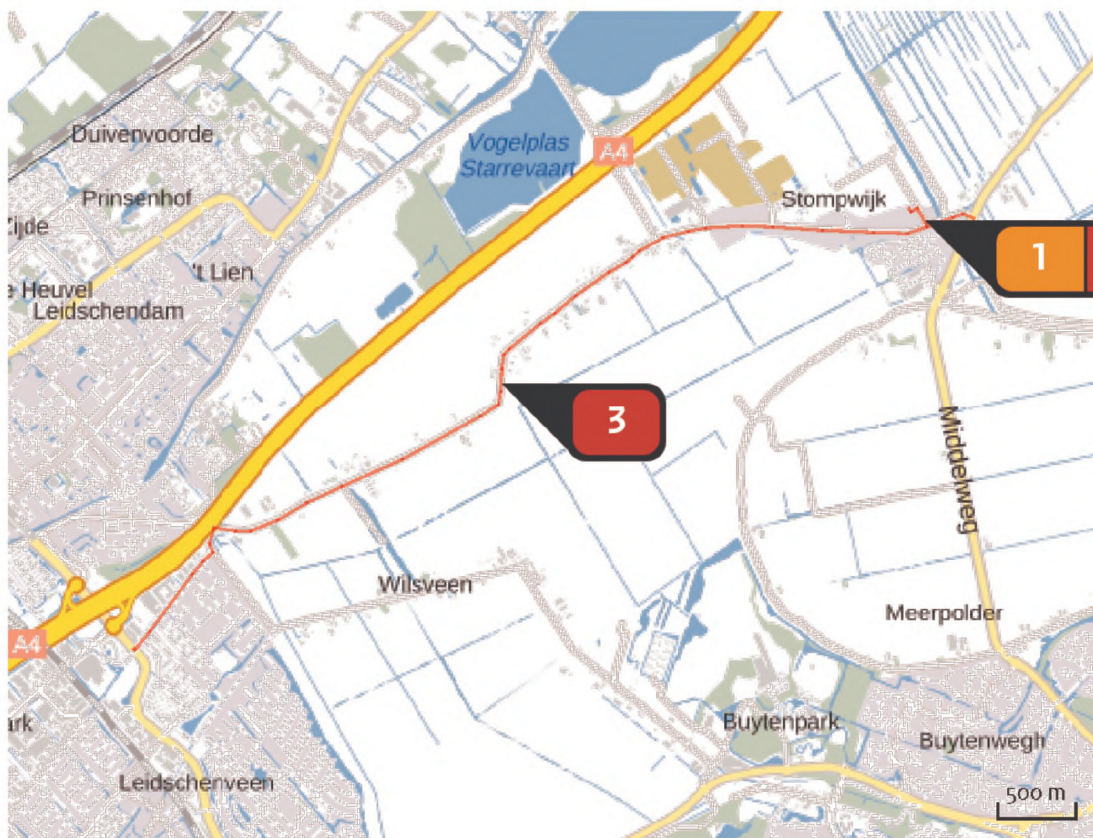 Duivenvoorde
Vogelplas
Starrevaart
A4
Prinsenhof
Stompwijk
Zijde
1
't Lien
e Heuvel
Leidschendam
3
Middelweg
Wilsveen
Meerpolder
A4
ark
Buytenpark
Buytenwegh
Leidschenveen
500 m